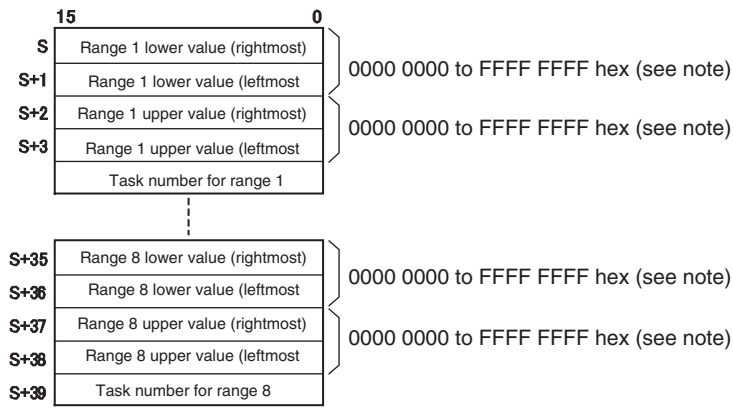 15 0
S Range 1 lower value (rightmost)
S+1 Range 1 lower value (leftmost
0000 0000 to FFFF FFFF hex (see note)
S+2 Range 1 upper value (rightmost)
S+3 Range 1 upper value (leftmost
0000 0000 to FFFF FFFF hex (see note)
Task number for range 1
S+35 Range 8 lower value (rightmost)
S+36 Range 8 lower value (leftmost
0000 0000 to FFFF FFFF hex (see note)
S+37 Range 8 upper value (rightmost)
S+38 Range 8 upper value (leftmost
0000 0000 to FFFF FFFF hex (see note)
S+39 Task number for range 8